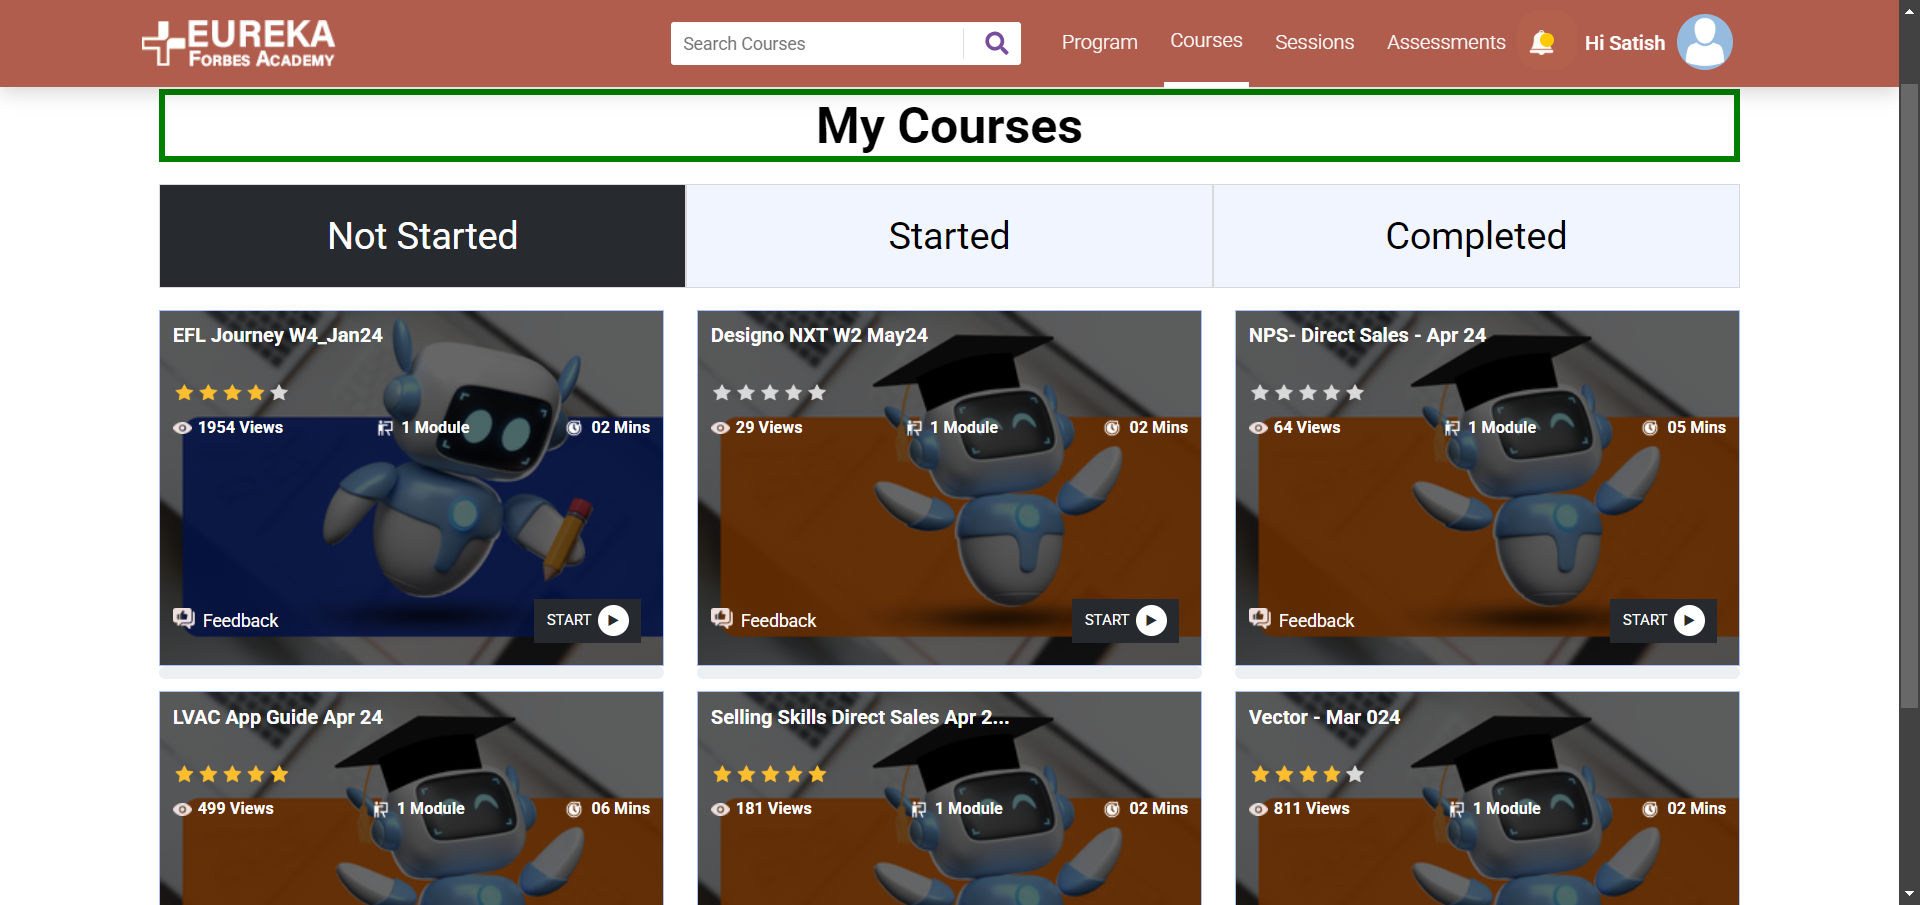 EUREKA
FORBES ACADEMY
Search Courses
Program
Courses
Sessions
Assessments
Hi Satish
My Courses
Not Started
Started
Completed
EFL Journey W4_Jan24
1954 Views
1 Module
02 Mins
Feedback
START
Designo NXT W2 May24
29 Views
1 Module
02 Mins
Feedback
START
NPS- Direct Sales - Apr 24
64 Views
1 Module
05 Mins
Feedback
START
LVAC App Guide Apr 24
499 Views
1 Module
06 Mins
Selling Skills Direct Sales Apr 2...
181 Views
1 Module
02 Mins
Vector - Mar 024
811 Views
1 Module
02 Mins